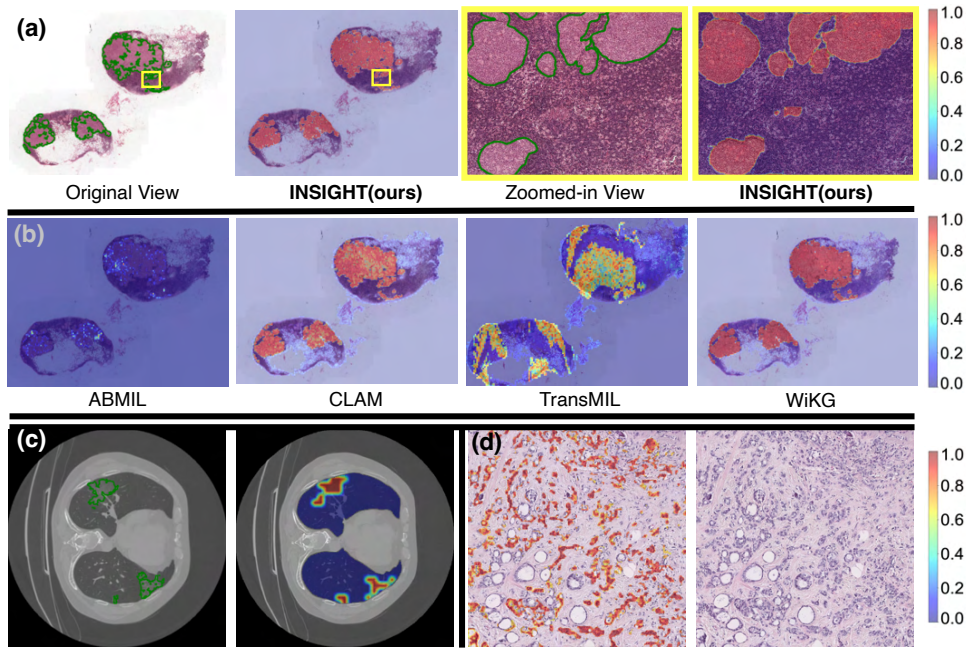 (a)
1.0
0.8
0.6
0.4
0.2
0.0
Original View
INSIGHT(ours)
Zoomed-in View
INSIGHT(ours)
(b)
1.0
0.8
0.6
0.4
0.2
0.0
ABMIL
CLAM
TransMIL
WiKG
(c)
(d)
1.0
0.8
0.6
0.4
0.2
0.0